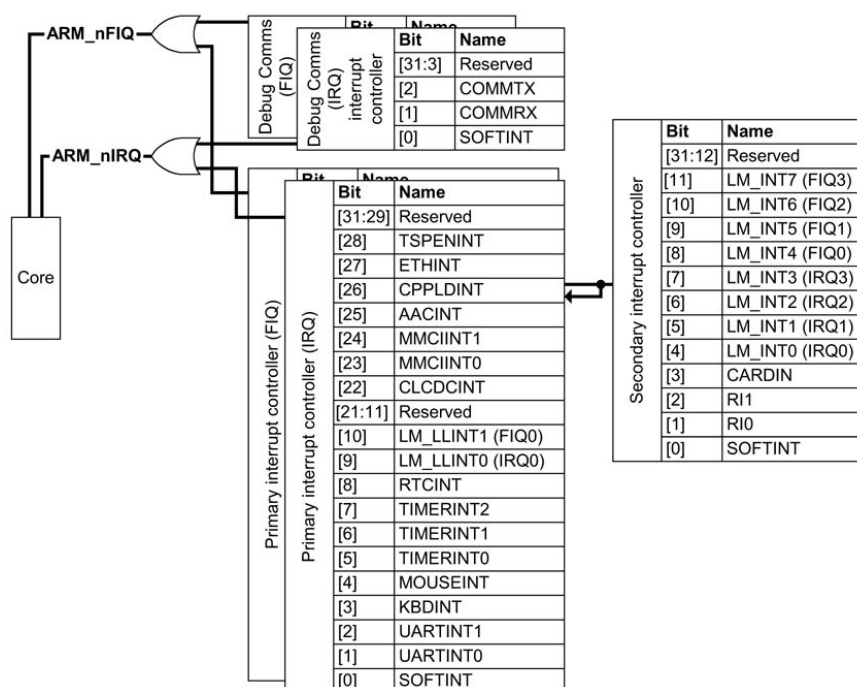 ARM_nFIQ
ARM_nIRQ
Core
Debug Comms
(FIQ)
Bit Name
Debug Comms
(IRQ)
interrupt
controller
Bit Name
[31:3] Reserved
[2] COMMTX
[1] COMMRX
[0] SOFTINT
Primary interrupt controller (FIQ)
Bit Name
Primary interrupt controller (IRQ)
Bit Name
[31:29] Reserved
[28] TSPENINT
[27] ETHINT
[26] CPPLDINT
[25] AACINT
[24] MMCIINT1
[23] MMCIINT0
[22] CLCDCINT
[21:11] Reserved
[10] LM_LLINT1 (FIQ0)
[9] LM_LLINT0 (IRQ0)
[8] RTCINT
[7] TIMERINT2
[6] TIMERINT1
[5] TIMERINT0
[4] MOUSEINT
[3] KBDINT
[2] UARTINT1
[1] UARTINT0
[0] SOFTINT
Secondary interrupt controller
Bit Name
[31:12] Reserved
[11] LM_INT7 (FIQ3)
[10] LM_INT6 (FIQ2)
[9] LM_INT5 (FIQ1)
[8] LM_INT4 (FIQ0)
[7] LM_INT3 (IRQ3)
[6] LM_INT2 (IRQ2)
[5] LM_INT1 (IRQ1)
[4] LM_INT0 (IRQ0)
[3] CARDIN
[2] RI1
[1] RI0
[0] SOFTINT